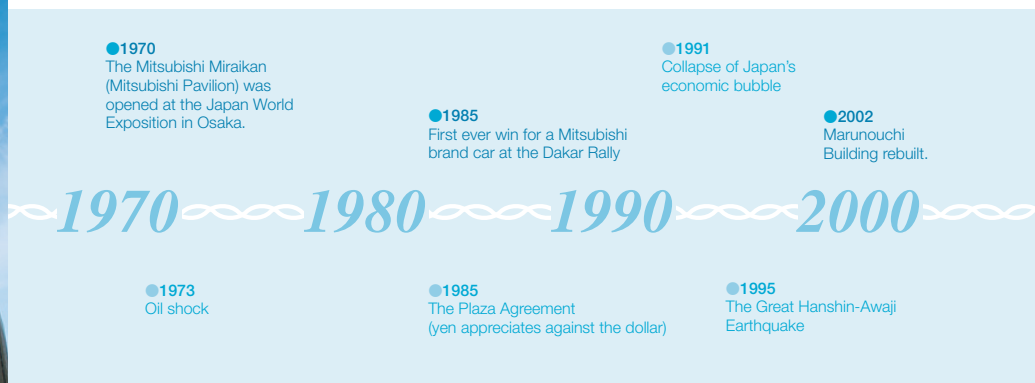 ●1970
The Mitsubishi Miraikan
(Mitsubishi Pavilion) was
opened at the Japan World
Exposition in Osaka.
●1985
First ever win for a Mitsubishi
brand car at the Dakar Rally
●1991
Collapse of Japan's
economic bubble
●2002
Marunouchi
Building rebuilt.
1970 1980 1990 2000
●1973
Oil shock
●1985
The Plaza Agreement
(yen appreciates against the dollar)
●1995
The Great Hanshin-Awaji
Earthquake